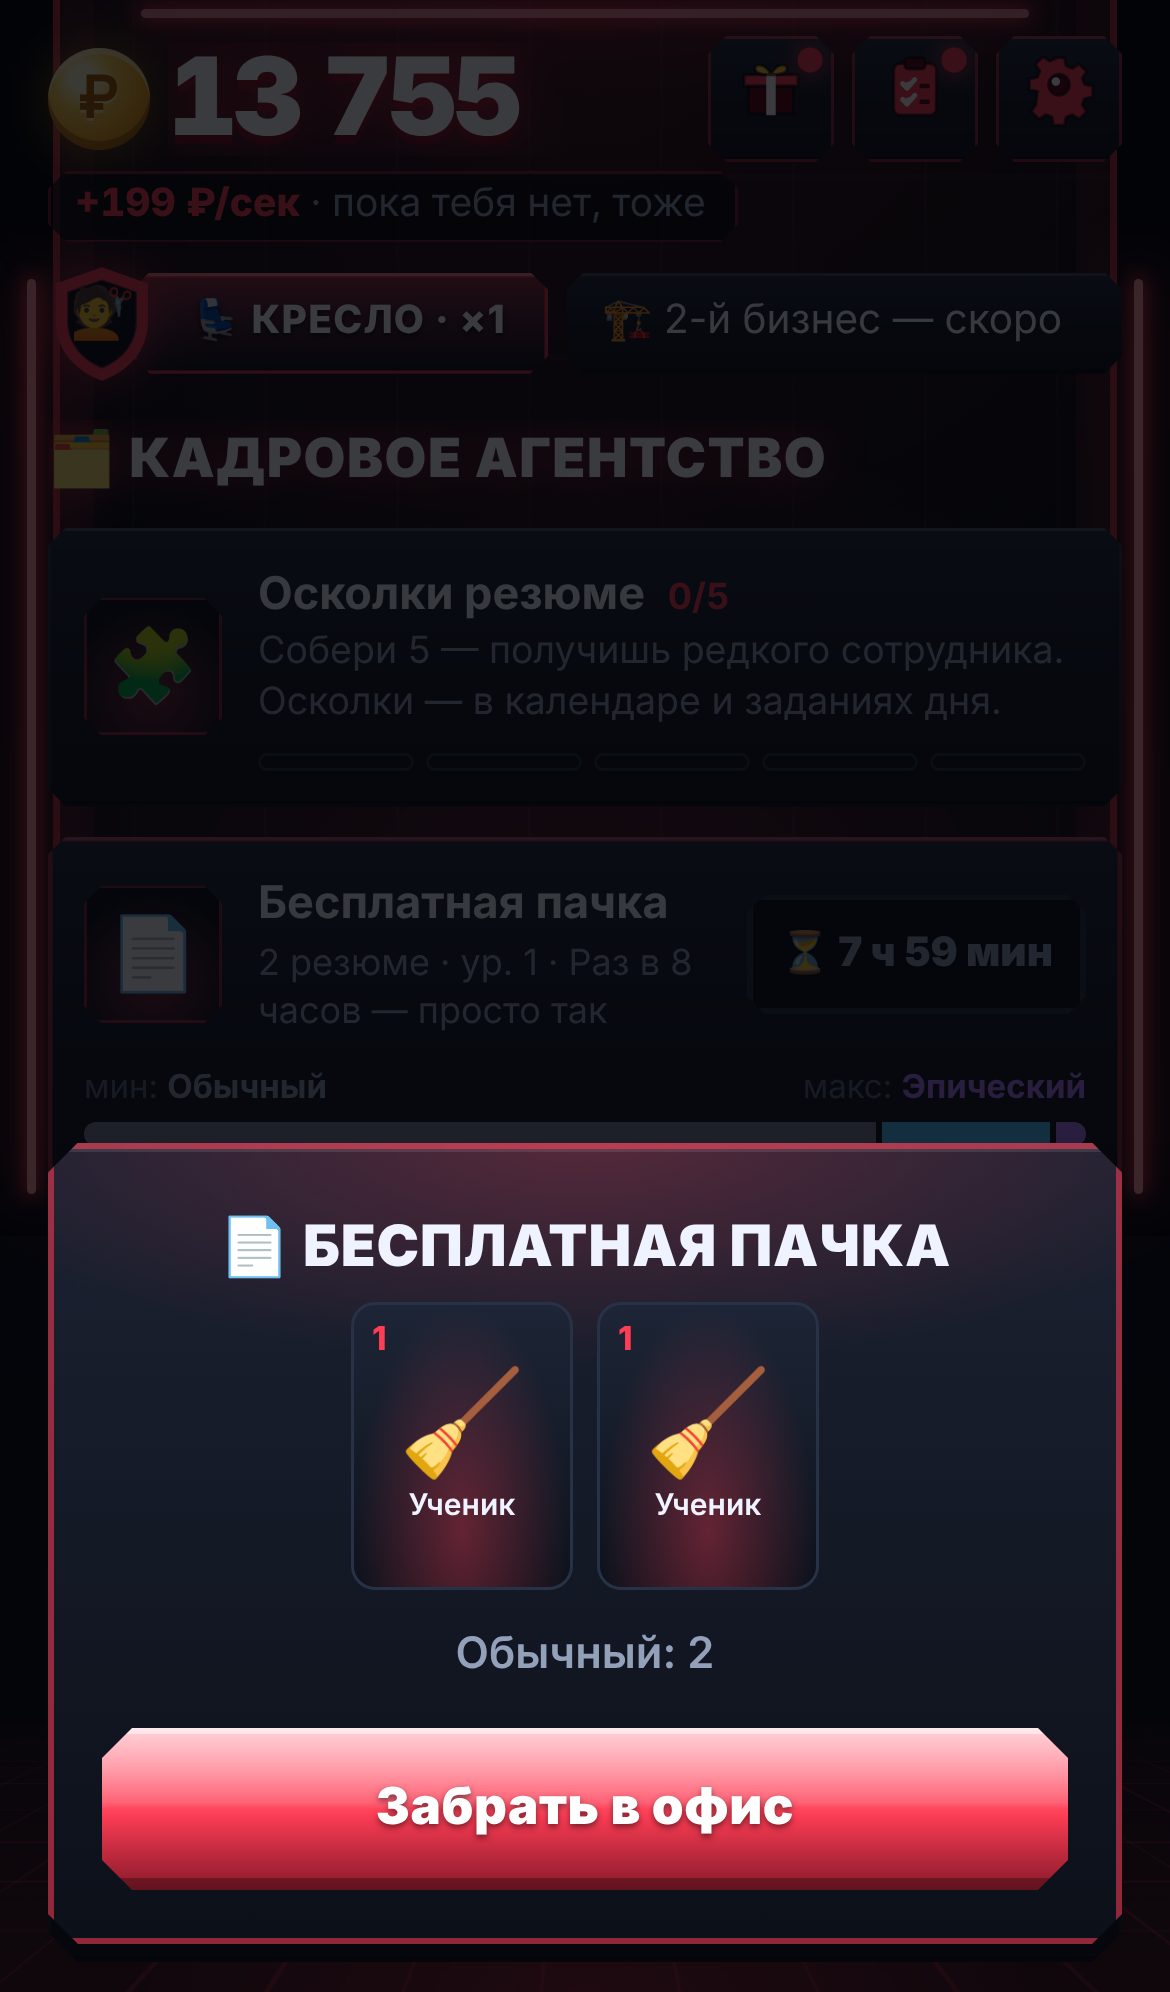 ₽ 13 755
+199 ₽/сек · пока тебя нет, тоже
КРЕСЛО · ×1
2-й бизнес — скоро
КАДРОВОЕ АГЕНТСТВО
Осколки резюме 0/5
Собери 5 — получишь редкого сотрудника.
Осколки — в календаре и заданиях дня.
Бесплатная пачка
2 резюме · ур. 1 · Раз в 8
часов — просто так
7 ч 59 мин
мин: Обычный
макс: Эпический
БЕСПЛАТНАЯ ПАЧКА
1
Ученик
1
Ученик
Обычный: 2
Забрать в офис